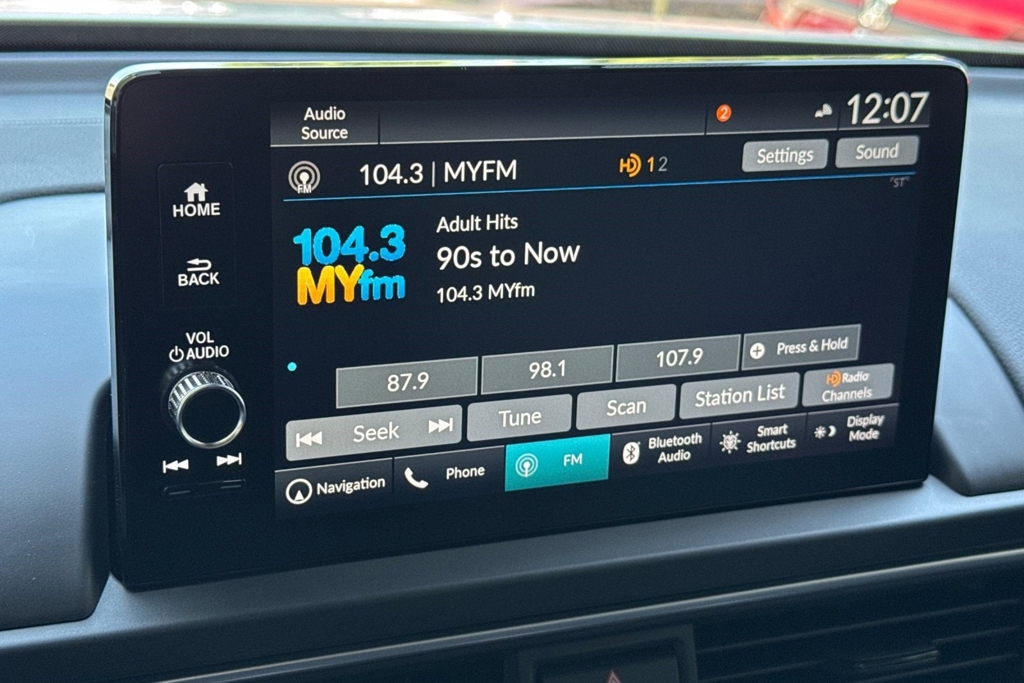 Audio
Source
2
12:07
FM
104.3 | MYFM
HD 1 2
Settings
Sound
"ST"
HOME
104.3
MYfm
Adult Hits
90s to Now
104.3 MYfm
BACK
VOL
AUDIO
87.9
98.1
107.9
Press & Hold
Seek
Tune
Scan
Station List
HD Radio
Channels
Navigation
Phone
FM
Bluetooth
Audio
Smart
Shortcuts
Display
Mode